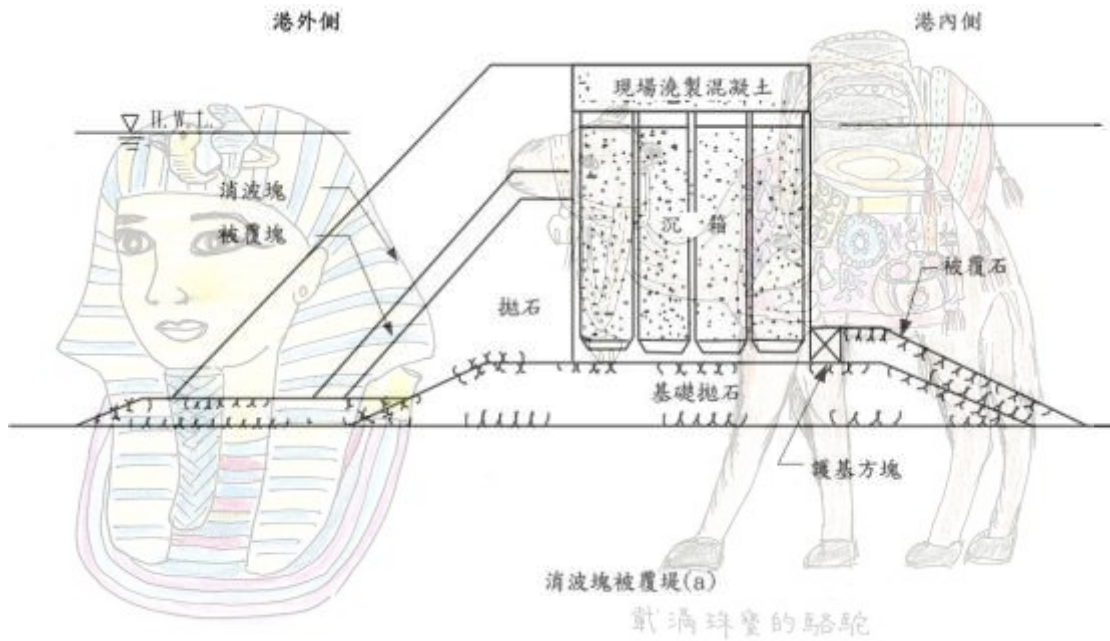 港外側
港內側
現場澆製混凝土
H.W.L.
消波塊
被覆塊
沉箱
被覆石
拋石
基礎拋石
護基方塊
消波塊被覆堤(a)
戴滿珠寶的駱駝